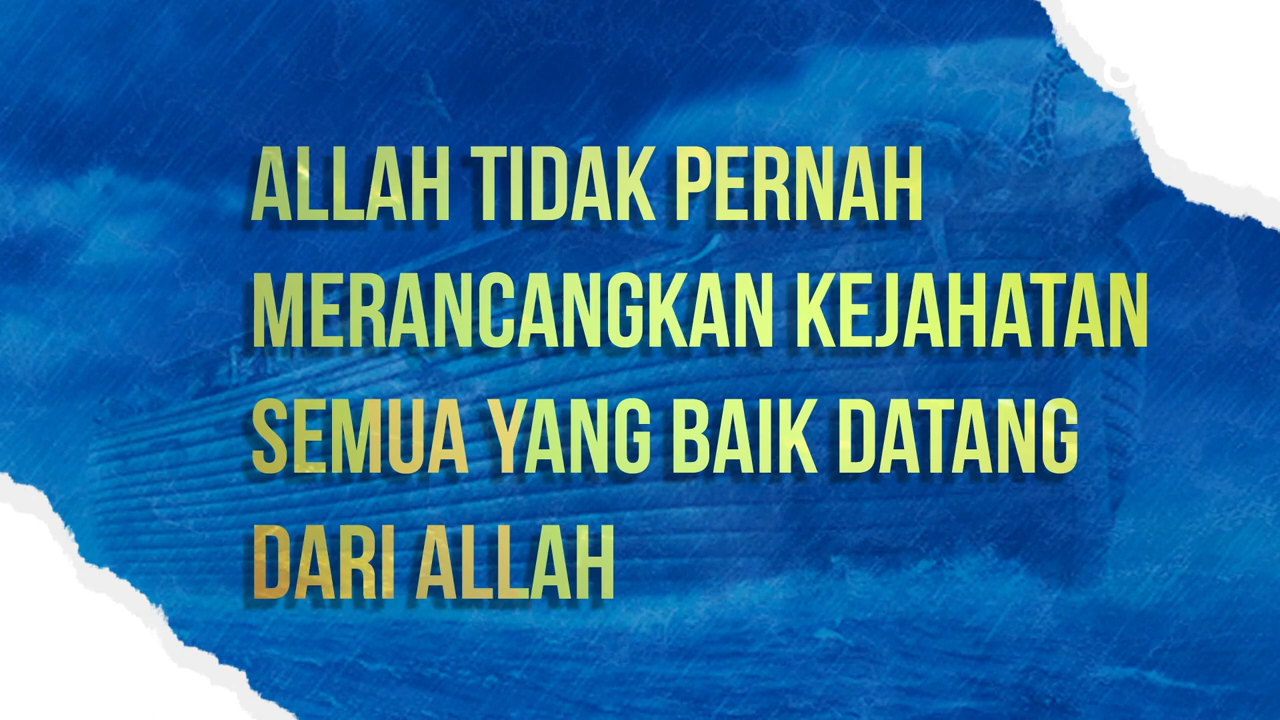 ALLAH TIDAK PERNAH
MERANCANGKAN KEJAHATAN
SEMUA YANG BAIK DATANG
DARI ALLAH